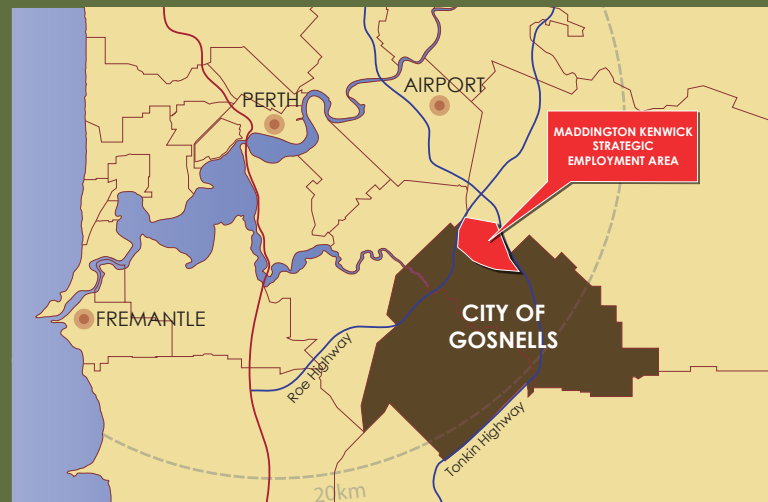 PERTH
AIRPORT
MADDINGTON KENWICK
STRATEGIC
EMPLOYMENT AREA
FREMANTLE
CITY OF
GOSNELLS
Roe Highway
Tonkin Highway
20km